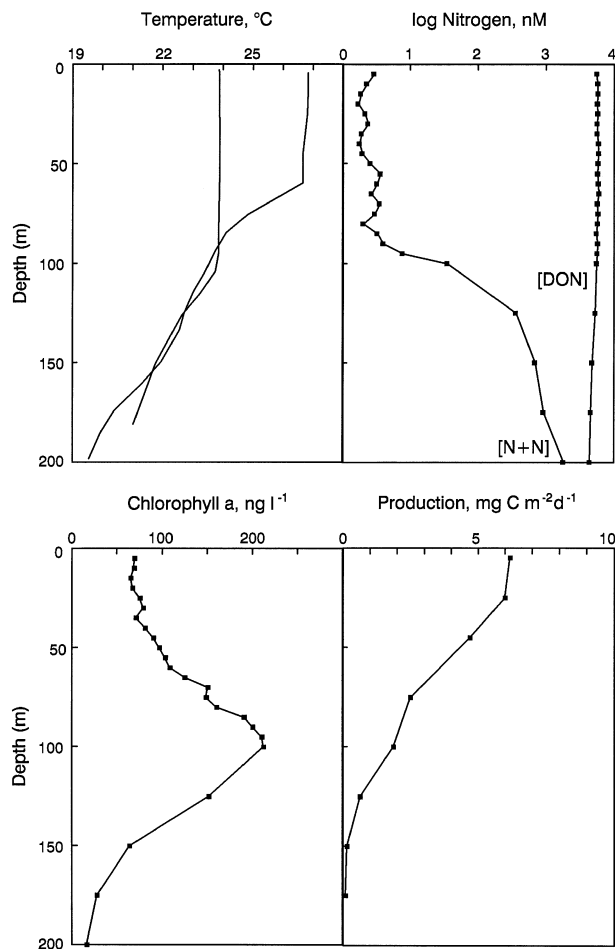 Temperature, °C
19 22 25
log Nitrogen, nM
0 1 2 3 4
0
50
100
150
200
Depth (m)
[DON]
[N+N]
Chlorophyll a, ng l⁻¹
0 100 200
Production, mg C m⁻²d⁻¹
0 5 10
0
50
100
150
200
Depth (m)